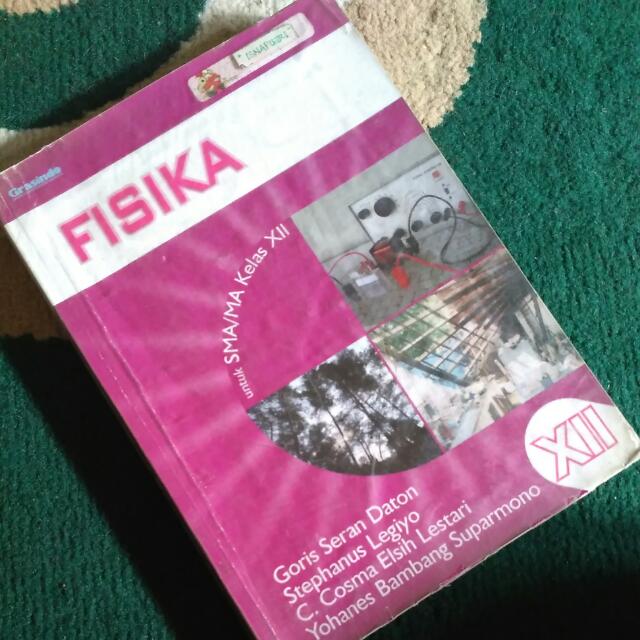 Grasindo
FISIKA
untuk SMA/MA Kelas XII
XII
Goris Seran Daton
Stephanus Legiyo
C. Cosma Elsih Lestari
Yohanes Bambang Suparmono